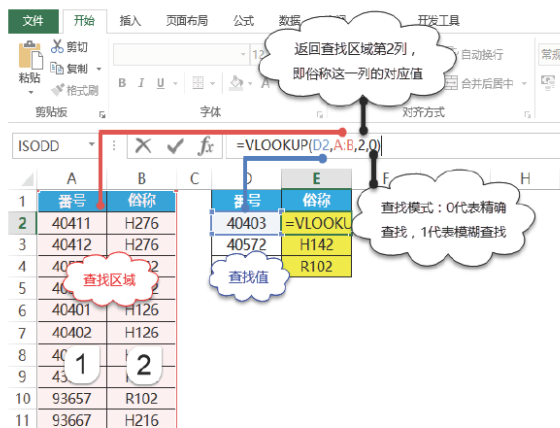 文件 开始 插入 页面布局 公式 数据 开发工具
剪切
复制
格式刷
粘贴
剪贴板
B I U
字体
自动换行
合并后居中
对齐方式
常规
返回查找区域第2列，
即俗称这一列的对应值
ISODD
fx =VLOOKUP(D2,A:B,2,0)
A B C D E F H
1 番号 俗称 番号 俗称
2 40411 H276 40403 =VLOOKU
3 40412 H276 40572 H142
4 R102
查找区域
查找值
查找模式：0代表精确
查找，1代表模糊查找
5
6 40401 H126
7 40402 H126
8
1 2
9
10 93657 R102
11 93667 H216